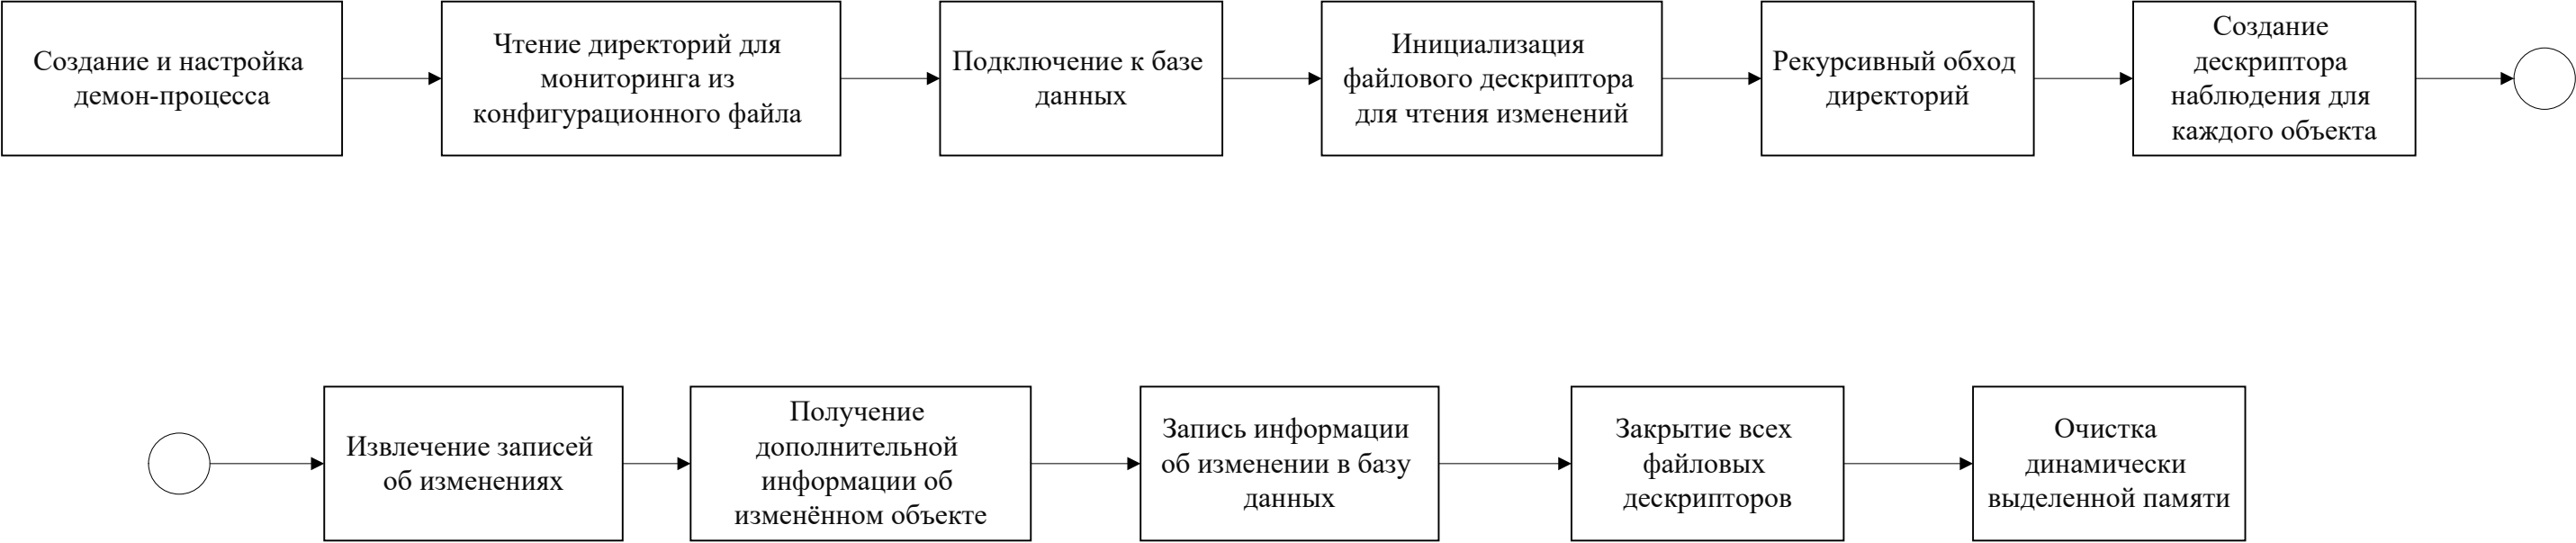 Создание и настройка
демон-процесса
Чтение директорий для
мониторинга из
конфигурационного файла
Подключение к базе
данных
Инициализация
файлового дескриптора
для чтения изменений
Рекурсивный обход
директорий
Создание
дескриптора
наблюдения для
каждого объекта
Извлечение записей
об изменениях
Получение
дополнительной
информации об
изменённом объекте
Запись информации
об изменении в базу
данных
Закрытие всех
файловых
дескрипторов
Очистка
динамически
выделенной памяти